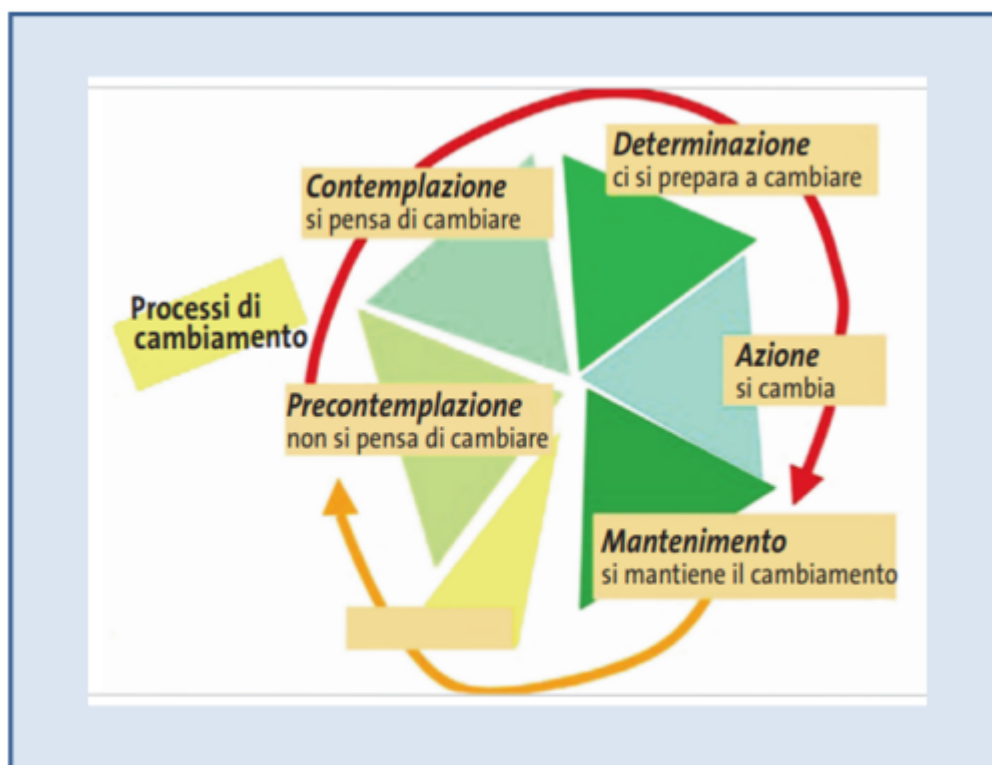 Determinazione
ci si prepara a cambiare
Contemplazione
si pensa di cambiare
Processi di
cambiamento
Azione
si cambia
Precontemplazione
non si pensa di cambiare
Mantenimento
si mantiene il cambiamento